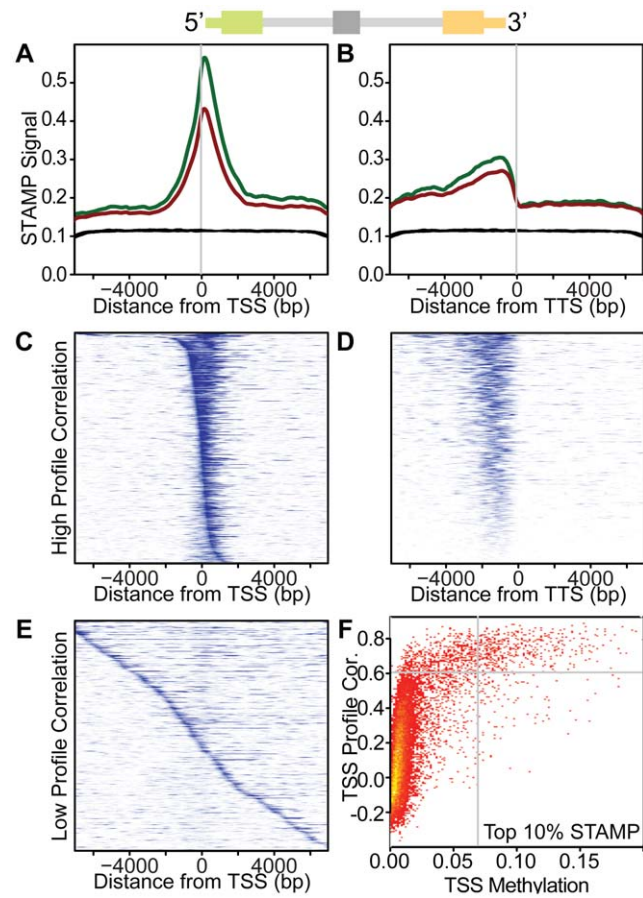 5’ 3’
A B
STAMP Signal
0.5
0.4
0.3
0.2
0.1
0.0
−4000 0 4000
Distance from TSS (bp)
0.5
0.4
0.3
0.2
0.1
0.0
−4000 0 4000
Distance from TTS (bp)
C D
High Profile Correlation
−4000 0 4000
Distance from TSS (bp)
−4000 0 4000
Distance from TTS (bp)
E F
Low Profile Correlation
−4000 0 4000
Distance from TSS (bp)
TSS Profile Cor.
0.8
0.6
0.4
0.2
0.0
-0.2
Top 10% STAMP
0.00 0.05 0.10 0.15
TSS Methylation